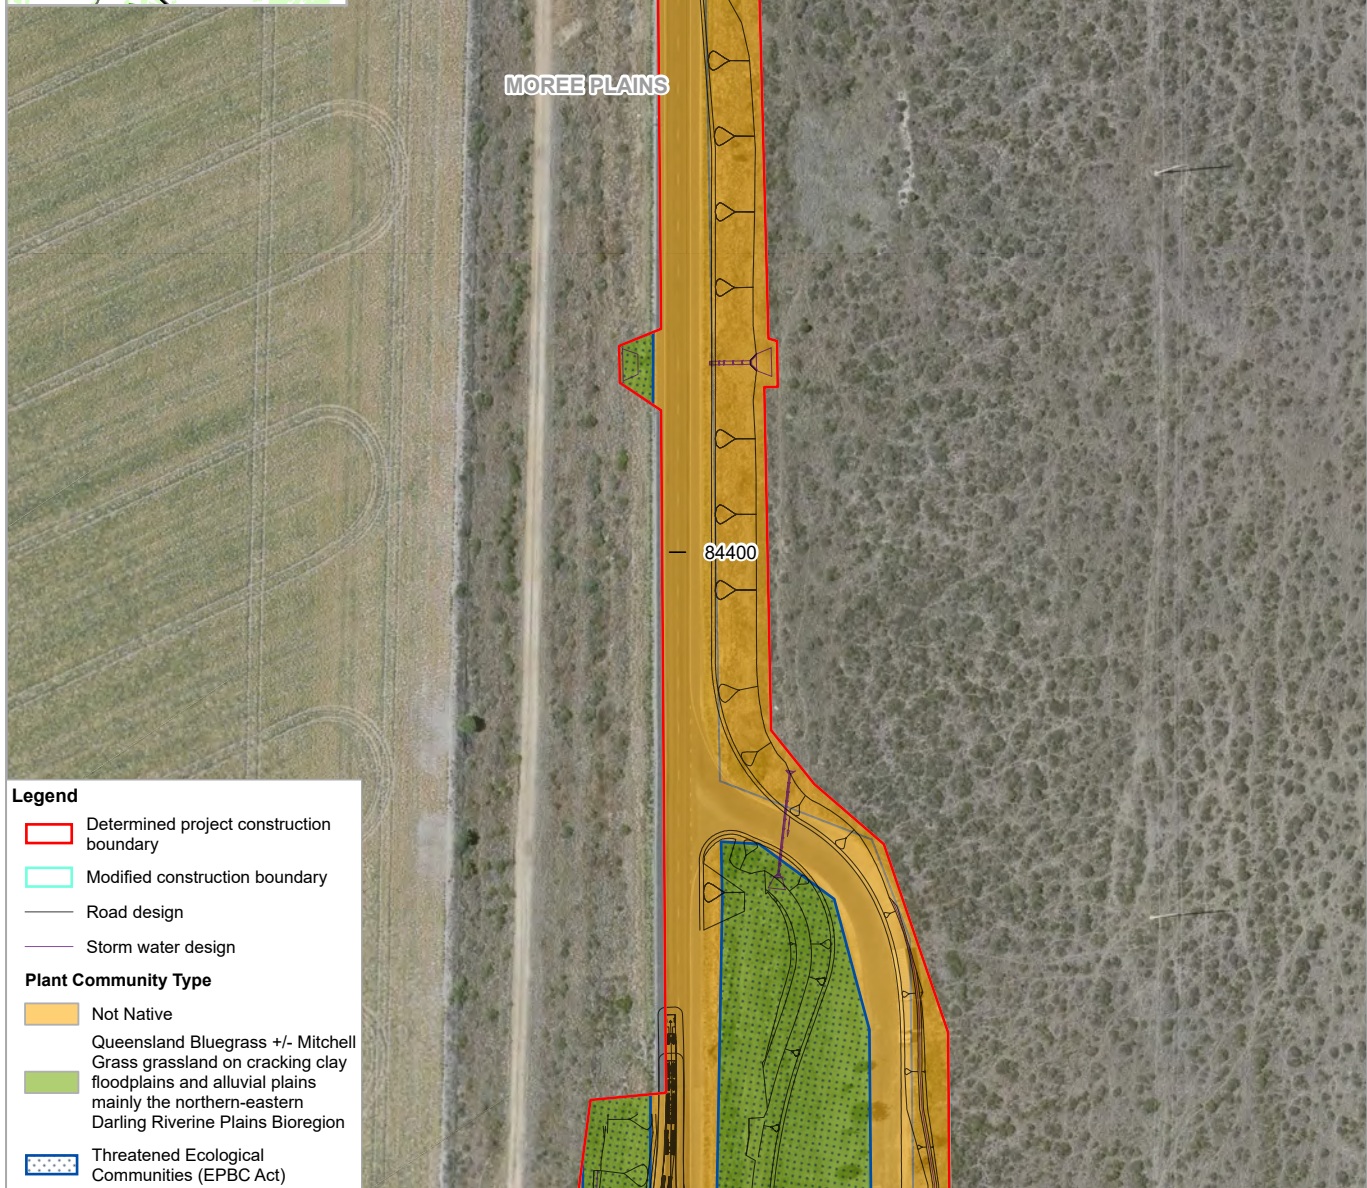 MOREE PLAINS
84400
Legend
Determined project construction
boundary
Modified construction boundary
Road design
Storm water design
Plant Community Type
Not Native
Queensland Bluegrass +/- Mitchell
Grass grassland on cracking clay
floodplains and alluvial plains
mainly the northern-eastern
Darling Riverine Plains Bioregion
Threatened Ecological
Communities (EPBC Act)